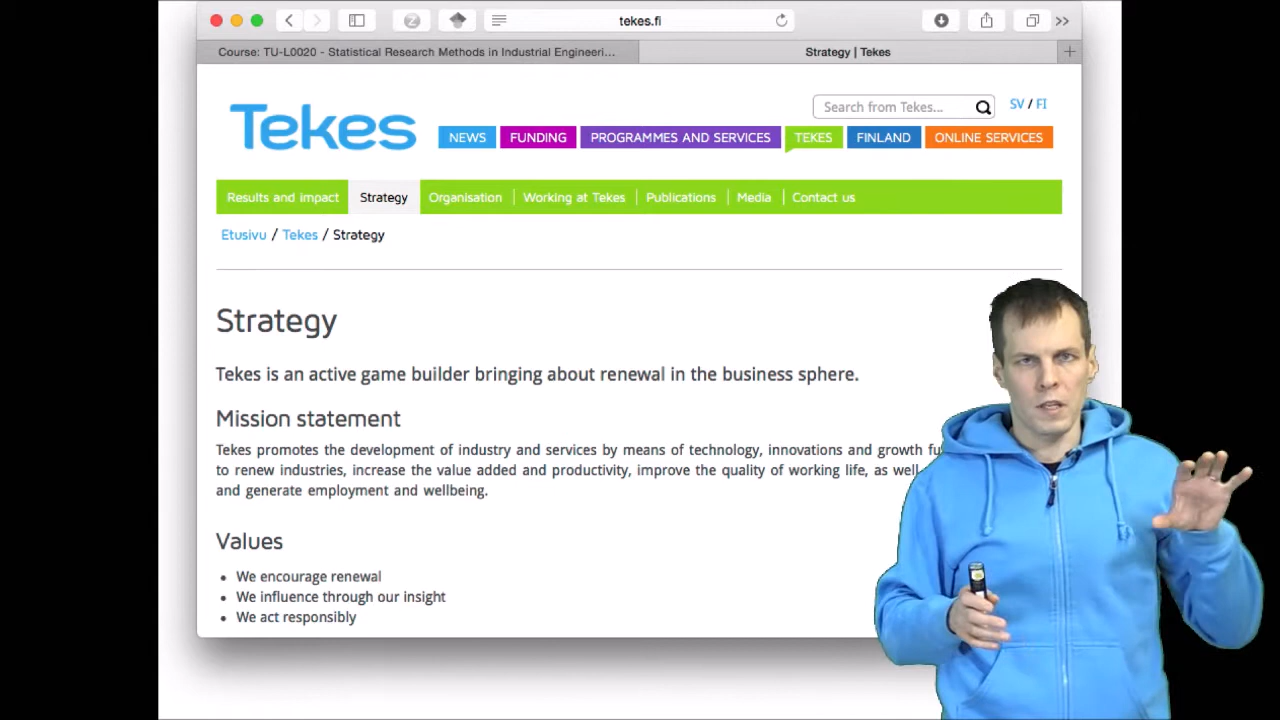 tekes.fi
Course: TU-L0020 - Statistical Research Methods in Industrial Engineeri...
Strategy | Tekes
Search from Tekes...
SV / FI
Tekes
NEWS
FUNDING
PROGRAMMES AND SERVICES
TEKES
FINLAND
ONLINE SERVICES
Results and impact
Strategy
Organisation
Working at Tekes
Publications
Media
Contact us
Etusivu / Tekes / Strategy
Strategy
Tekes is an active game builder bringing about renewal in the business sphere.
Mission statement
Tekes promotes the development of industry and services by means of technology, innovations and growth
to renew industries, increase the value added and productivity, improve the quality of working life, as well
and generate employment and wellbeing.
Values
• We encourage renewal
• We influence through our insight
• We act responsibly